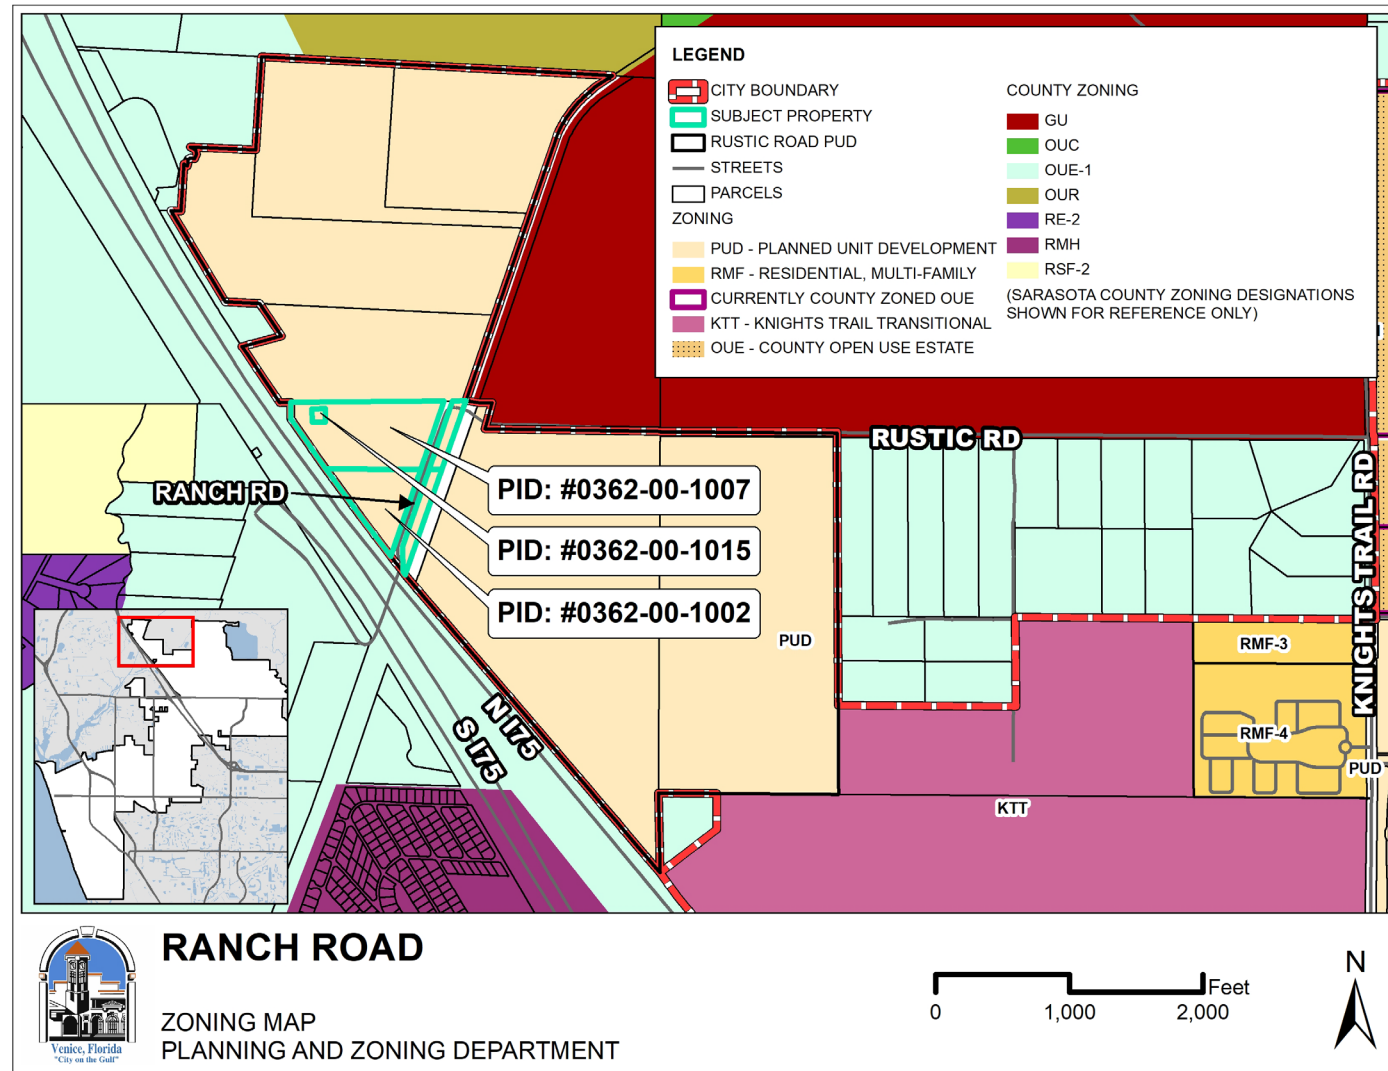 LEGEND
CITY BOUNDARY
SUBJECT PROPERTY
RUSTIC ROAD PUD
STREETS
PARCELS
ZONING
PUD - PLANNED UNIT DEVELOPMENT
RMF - RESIDENTIAL, MULTI-FAMILY
CURRENTLY COUNTY ZONED OUE
KTT - KNIGHTS TRAIL TRANSITIONAL
OUE - COUNTY OPEN USE ESTATE
COUNTY ZONING
GU
OUC
OUE-1
OUR
RE-2
RMH
RSF-2
(SARASOTA COUNTY ZONING DESIGNATIONS
SHOWN FOR REFERENCE ONLY)
RUSTIC RD
RANCH RD
PID: #0362-00-1007
PID: #0362-00-1015
PID: #0362-00-1002
KNIGHTS TRAIL RD
PUD
RMF-3
RMF-4
PUD
KTT
N I75
S I75
RANCH ROAD
ZONING MAP
PLANNING AND ZONING DEPARTMENT
Venice, Florida
"City on the Gulf"
Feet
0 1,000 2,000
N